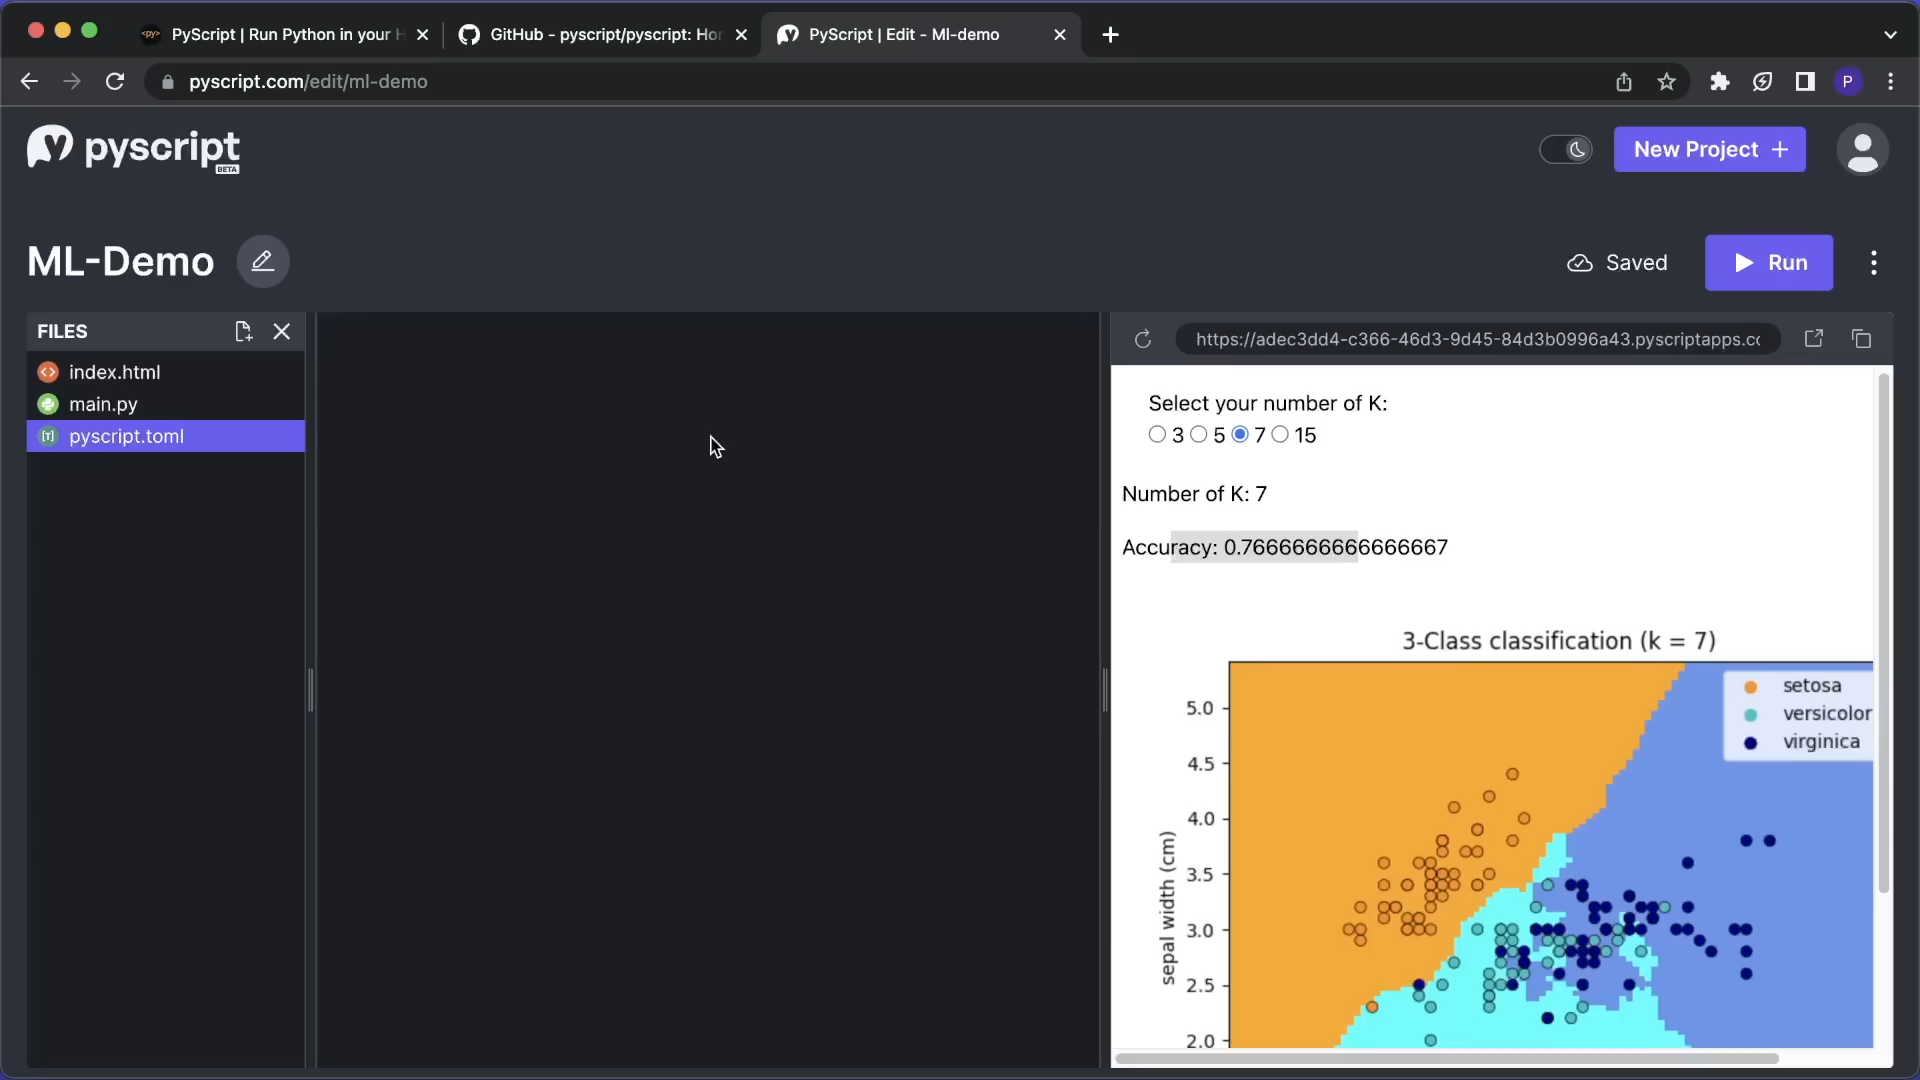 <py> PyScript | Run Python in your H
GitHub - pyscript/pyscript: Hor
PyScript | Edit - Ml-demo
pyscript.com/edit/ml-demo
P
pyscript
BETA
New Project +
ML-Demo
Saved
Run
FILES
index.html
main.py
[T] pyscript.toml
https://adec3dd4-c366-46d3-9d45-84d3b0996a43.pyscriptapps.cc
Select your number of K:
3 5 7 15
Number of K: 7
Accuracy: 0.7666666666666667
3-Class classification (k = 7)
setosa
versicolor
virginica
5.0
4.5
4.0
3.5
3.0
2.5
2.0
sepal width (cm)